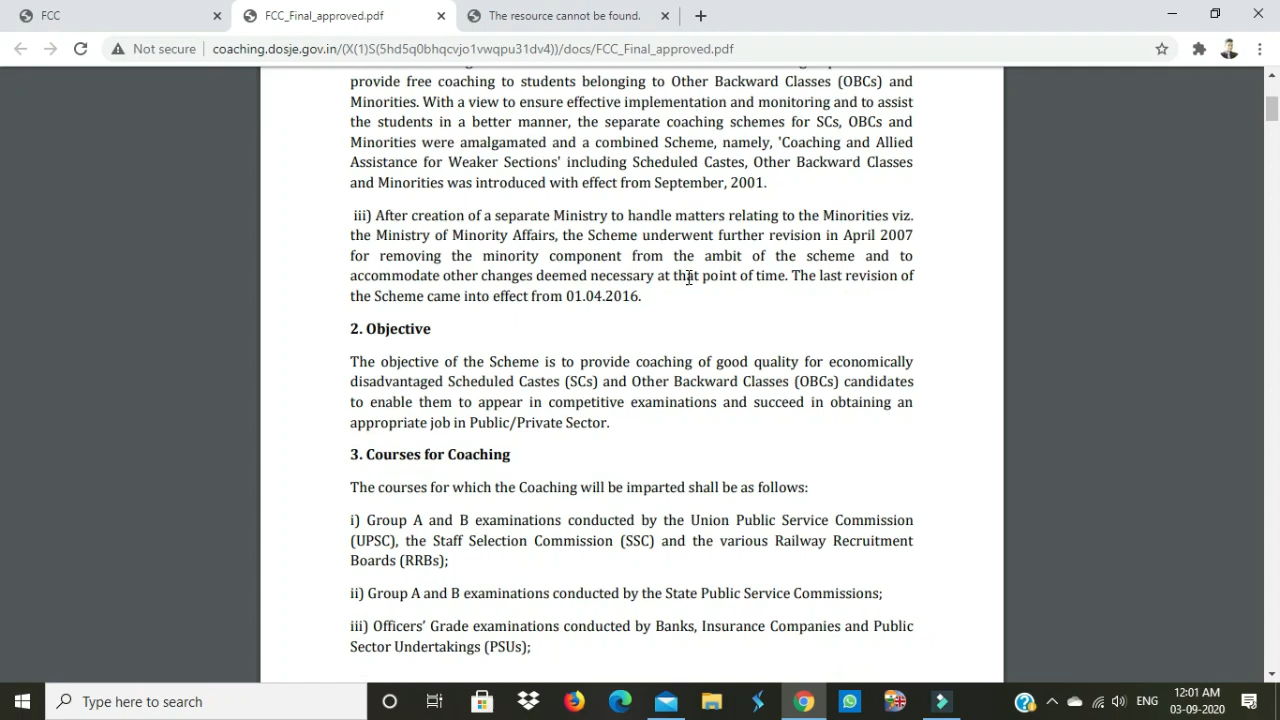 FCC
FCC_Final_approved.pdf
The resource cannot be found.
Not secure
coaching.dosje.gov.in/(X(1)S(5hd5q0bhqcvjo1vwqpu31dv4))/docs/FCC_Final_approved.pdf
provide free coaching to students belonging to Other Backward Classes (OBCs) and
Minorities. With a view to ensure effective implementation and monitoring and to assist
the students in a better manner, the separate coaching schemes for SCs, OBCs and
Minorities were amalgamated and a combined Scheme, namely, 'Coaching and Allied
Assistance for Weaker Sections' including Scheduled Castes, Other Backward Classes
and Minorities was introduced with effect from September, 2001.
iii) After creation of a separate Ministry to handle matters relating to the Minorities viz.
the Ministry of Minority Affairs, the Scheme underwent further revision in April 2007
for removing the minority component from the ambit of the scheme and to
accommodate other changes deemed necessary at that point of time. The last revision of
the Scheme came into effect from 01.04.2016.
2. Objective
The objective of the Scheme is to provide coaching of good quality for economically
disadvantaged Scheduled Castes (SCs) and Other Backward Classes (OBCs) candidates
to enable them to appear in competitive examinations and succeed in obtaining an
appropriate job in Public/Private Sector.
3. Courses for Coaching
The courses for which the Coaching will be imparted shall be as follows:
i) Group A and B examinations conducted by the Union Public Service Commission
(UPSC), the Staff Selection Commission (SSC) and the various Railway Recruitment
Boards (RRBs);
ii) Group A and B examinations conducted by the State Public Service Commissions;
iii) Officers' Grade examinations conducted by Banks, Insurance Companies and Public
Sector Undertakings (PSUs);
Type here to search
ENG
12:01 AM
03-09-2020